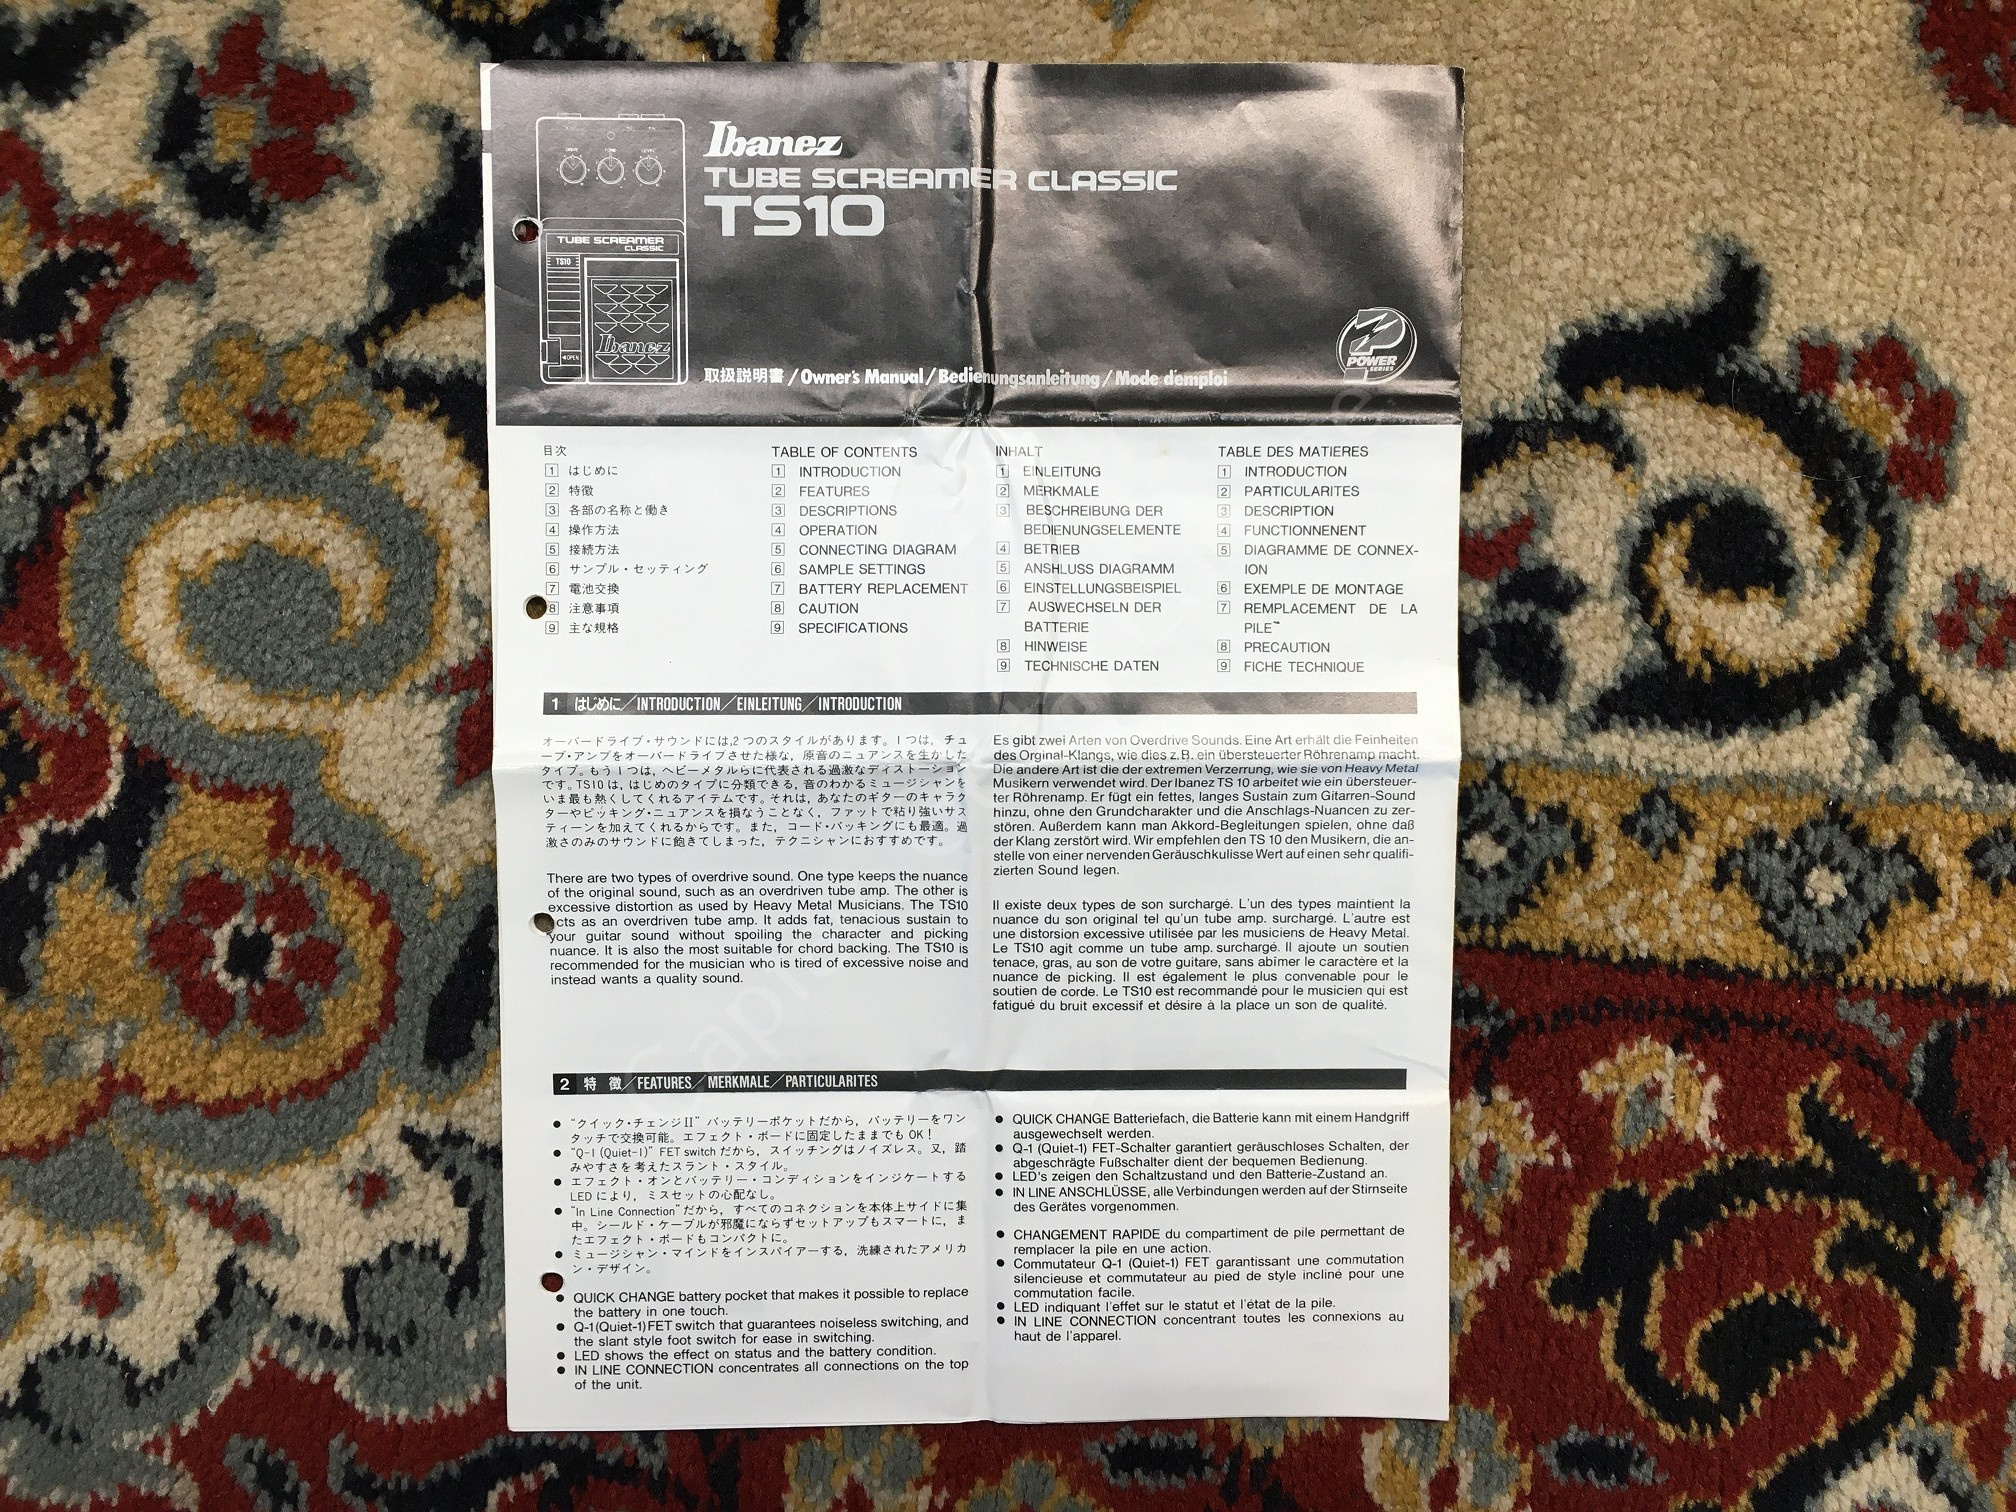 Ibanez
TUBE SCREAMER CLASSIC
TS10
DRIVE TONE LEVEL
TUBE SCREAMER
CLASSIC
TS10
OPEN
Ibanez
POWER
SERIES
取扱説明書/Owner's Manual/Bedienungsanleitung/Mode d'emploi
目次
1 はじめに
2 特徴
3 各部の名称と働き
4 操作方法
5 接続方法
6 サンプル・セッティング
7 電池交換
8 注意事項
9 主な規格
TABLE OF CONTENTS
1 INTRODUCTION
2 FEATURES
3 DESCRIPTIONS
4 OPERATION
5 CONNECTING DIAGRAM
6 SAMPLE SETTINGS
7 BATTERY REPLACEMENT
8 CAUTION
9 SPECIFICATIONS
INHALT
1 EINLEITUNG
2 MERKMALE
3 BESCHREIBUNG DER
BEDIENUNGSELEMENTE
4 BETRIEB
5 ANSHLUSS DIAGRAMM
6 EINSTELLUNGSBEISPIEL
7 AUSWECHSELN DER
BATTERIE
8 HINWEISE
9 TECHNISCHE DATEN
TABLE DES MATIERES
1 INTRODUCTION
2 PARTICULARITES
3 DESCRIPTION
4 FUNCTIONNENENT
5 DIAGRAMME DE CONNEX-
ION
6 EXEMPLE DE MONTAGE
7 REMPLACEMENT DE LA
PILE
8 PRECAUTION
9 FICHE TECHNIQUE
1 はじめに/INTRODUCTION/EINLEITUNG/INTRODUCTION
オーバードライブ・サウンドには,2つのスタイルがあります。1つは，チュ
ーブ・アンプをオーバードライブさせた様な，原音のニュアンスを生かした
タイプ。もう1つは，ヘビーメタルらに代表される過激なディストーション
です。TS10は，はじめのタイプに分類できる，音のわかるミュージシャンを
いま最も熱くしてくれるアイテムです。それは，あなたのギターのキャラク
ターやピッキング・ニュアンスを損なうことなく，ファットで粘り強いサス
ティーンを加えてくれるからです。また，コード・バッキングにも最適。過
激さのみのサウンドに飽きてしまった，テクニシャンにおすすめです。
There are two types of overdrive sound. One type keeps the nuance
of the original sound, such as an overdriven tube amp. The other is
excessive distortion as used by Heavy Metal Musicians. The TS10
cts as an overdriven tube amp. It adds fat, tenacious sustain to
your guitar sound without spoiling the character and picking
nuance. It is also the most suitable for chord backing. The TS10 is
recommended for the musician who is tired of excessive noise and
instead wants a quality sound.
Es gibt zwei Arten von Overdrive Sounds. Eine Art erhält die Feinheiten
des Orginal-Klangs, wie dies z.B. ein übersteuerter Röhrenamp macht.
Die andere Art ist die der extremen Verzerrung, wie sie von Heavy Metal
Musikern verwendet wird. Der Ibanez TS 10 arbeitet wie ein übersteuer-
ter Röhrenamp. Er fügt ein fettes, langes Sustain zum Gitarren-Sound
hinzu, ohne den Grundcharakter und die Anschlags-Nuancen zu zer-
stören. Außerdem kann man Akkord-Begleitungen spielen, ohne daß
der Klang zerstört wird. Wir empfehlen den TS 10 den Musikern, die an-
stelle von einer nervenden Geräuschkulisse Wert auf einen sehr qualifi-
zierten Sound legen.
Il existe deux types de son surchargé. L'un des types maintient la
nuance du son original tel qu'un tube amp. surchargé. L'autre est
une distorsion excessive utilisée par les musiciens de Heavy Metal.
Le TS10 agit comme un tube amp. surchargé. Il ajoute un soutien
tenace, gras, au son de votre guitare, sans abîmer le caractère et la
nuance de picking. Il est également le plus convenable pour le
soutien de corde. Le TS10 est recommandé pour le musicien qui est
fatigué du bruit excessif et désire à la place un son de qualité.
2 特 徴/FEATURES/MERKMALE/PARTICULARITES
● "クイック・チェンジII" バッテリーポケットだから，バッテリーをワン
タッチで交換可能。エフェクト・ボードに固定したままでもOK！
● "Q-1 (Quiet-1)" FET switchだから，スイッチングはノイズレス。又，踏
みやすさを考えたスラント・スタイル。
● エフェクト・オンとバッテリー・コンディションをインジケートする
LEDにより，ミスセットの心配なし。
● "In Line Connection"だから，すべてのコネクションを本体上サイドに集
中。シールド・ケーブルが邪魔にならずセットアップもスマートに，ま
たエフェクト・ボードもコンパクトに。
● ミュージシャン・マインドをインスパイアーする，洗練されたアメリカ
ン・デザイン。
● QUICK CHANGE battery pocket that makes it possible to replace
the battery in one touch.
● Q-1(Quiet-1)FET switch that guarantees noiseless switching, and
the slant style foot switch for ease in switching.
● LED shows the effect on status and the battery condition.
● IN LINE CONNECTION concentrates all connections on the top
of the unit.
● QUICK CHANGE Batteriefach, die Batterie kann mit einem Handgriff
ausgewechselt werden.
● Q-1 (Quiet-1) FET-Schalter garantiert geräuschloses Schalten, der
abgeschrägte Fußschalter dient der bequemen Bedienung.
● LED's zeigen den Schaltzustand und den Batterie-Zustand an.
● IN LINE ANSCHLÜSSE, alle Verbindungen werden auf der Stirnseite
des Gerätes vorgenommen.
● CHANGEMENT RAPIDE du compartiment de pile permettant de
remplacer la pile en une action.
● Commutateur Q-1 (Quiet-1) FET garantissant une commutation
silencieuse et commutateur au pied de style incliné pour une
commutation facile.
● LED indiquant l'effet sur le statut et l'état de la pile.
● IN LINE CONNECTION concentrant toutes les connexions au
haut de l'apparel.